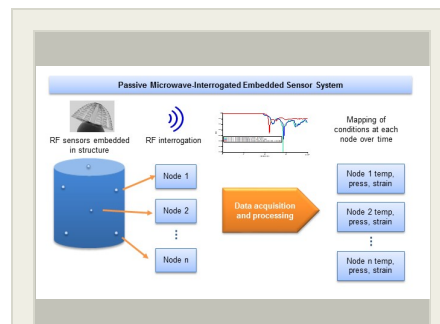 Passive Microwave-Interrogated Embedded Sensor System
RF sensors embedded
in structure
RF interrogation
Mapping of
conditions at each
node over time
Node 1
Node 2
Node n
Data acquisition
and processing
Node 1 temp,
press, strain
Node 2 temp,
press, strain
Node n temp,
press, strain